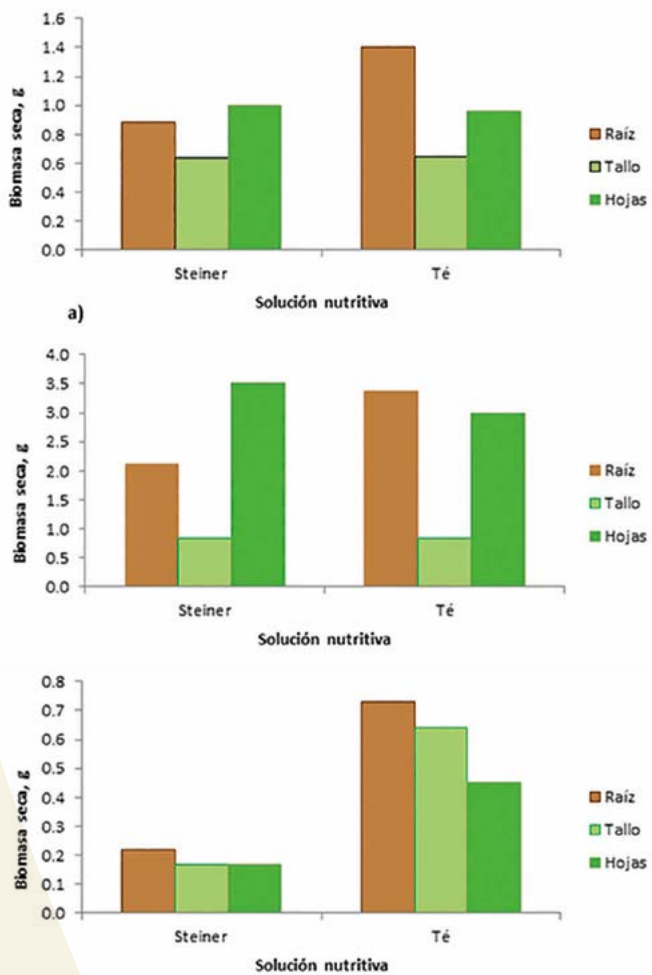 1.6
1.4
1.2
1.0
0.8
0.6
0.4
0.2
0.0
Biomasa seca, g
Steiner
Té
Solución nutritiva
Raíz
Tallo
Hojas
a)
4.0
3.5
3.0
2.5
2.0
1.5
1.0
0.5
0.0
Biomasa seca, g
Steiner
Té
Solución nutritiva
Raíz
Tallo
Hojas
0.8
0.7
0.6
0.5
0.4
0.3
0.2
0.1
0.0
Biomasa seca, g
Steiner
Té
Solución nutritiva
Raíz
Tallo
Hojas